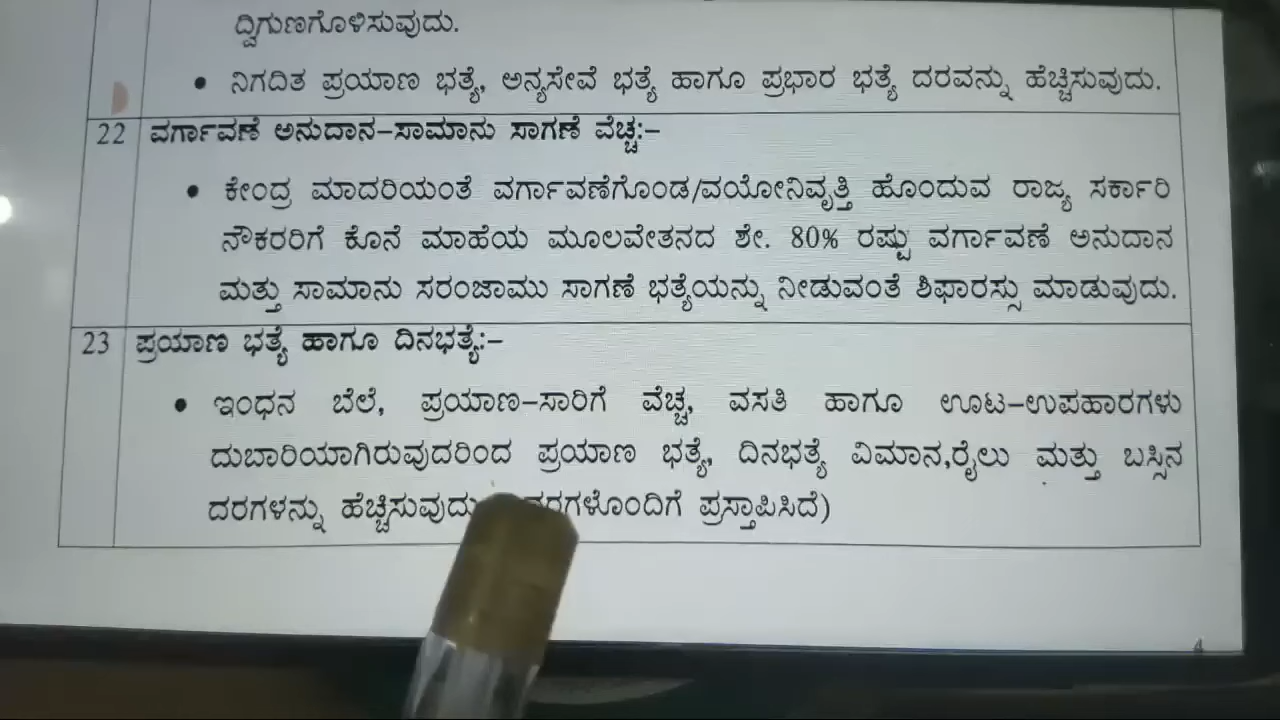 ದ್ವಿಗುಣಗೊಳಿಸುವುದು.
• ನಿಗದಿತ ಪ್ರಯಾಣ ಭತ್ಯೆ, ಅನ್ಯಸೇವೆ ಭತ್ಯೆ ಹಾಗೂ ಪ್ರಭಾರ ಭತ್ಯೆ ದರವನ್ನು ಹೆಚ್ಚಿಸುವುದು.
22 ವರ್ಗಾವಣೆ ಅನುದಾನ-ಸಾಮಾನು ಸಾಗಣೆ ವೆಚ್ಚ:-
• ಕೇಂದ್ರ ಮಾದರಿಯಂತೆ ವರ್ಗಾವಣೆಗೊಂಡ/ವಯೋನಿವೃತ್ತಿ ಹೊಂದುವ ರಾಜ್ಯ ಸರ್ಕಾರಿ
ನೌಕರರಿಗೆ ಕೊನೆ ಮಾಹೆಯ ಮೂಲವೇತನದ ಶೇ. 80% ರಷ್ಟು ವರ್ಗಾವಣೆ ಅನುದಾನ
ಮತ್ತು ಸಾಮಾನು ಸರಂಜಾಮು ಸಾಗಣೆ ಭತ್ಯೆಯನ್ನು ನೀಡುವಂತೆ ಶಿಫಾರಸ್ಸು ಮಾಡುವುದು.
23 ಪ್ರಯಾಣ ಭತ್ಯೆ ಹಾಗೂ ದಿನಭತ್ಯೆ:-
• ಇಂಧನ ಬೆಲೆ, ಪ್ರಯಾಣ-ಸಾರಿಗೆ ವೆಚ್ಚ, ವಸತಿ ಹಾಗೂ ಊಟ-ಉಪಹಾರಗಳು
ದುಬಾರಿಯಾಗಿರುವುದರಿಂದ ಪ್ರಯಾಣ ಭತ್ಯೆ, ದಿನಭತ್ಯೆ ವಿಮಾನ,ರೈಲು ಮತ್ತು ಬಸ್ಸಿನ
ದರಗಳನ್ನು ಹೆಚ್ಚಿಸುವುದು ಪ್ರಸ್ತಾಪಿಸಿದೆ)
4